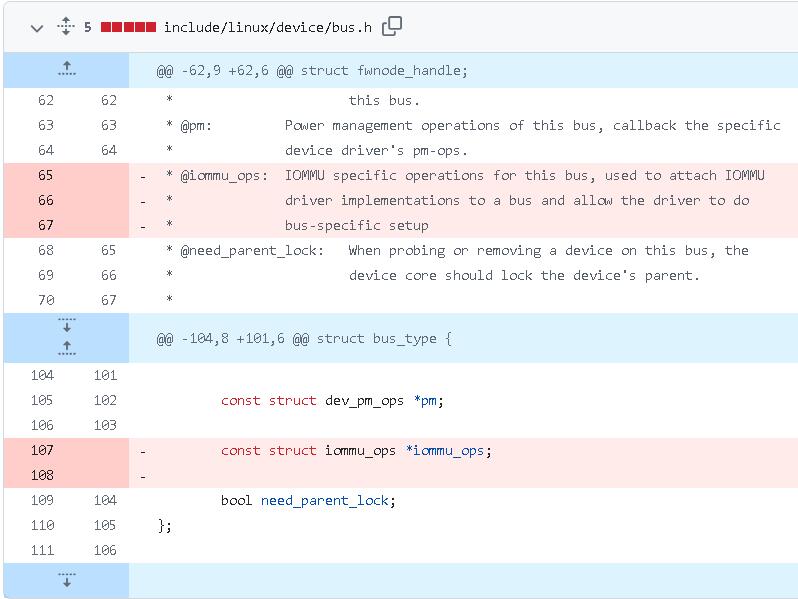 5 include/linux/device/bus.h
@@ -62,9 +62,6 @@ struct fwnode_handle;
62 62 * this bus.
63 63 * @pm: Power management operations of this bus, callback the specific
64 64 * device driver's pm-ops.
65 - * @iommu_ops: IOMMU specific operations for this bus, used to attach IOMMU
66 - * driver implementations to a bus and allow the driver to do
67 - * bus-specific setup
68 65 * @need_parent_lock: When probing or removing a device on this bus, the
69 66 * device core should lock the device's parent.
70 67 *
@@ -104,8 +101,6 @@ struct bus_type {
104 101
105 102 const struct dev_pm_ops *pm;
106 103
107 - const struct iommu_ops *iommu_ops;
108 -
109 104 bool need_parent_lock;
110 105 };
111 106